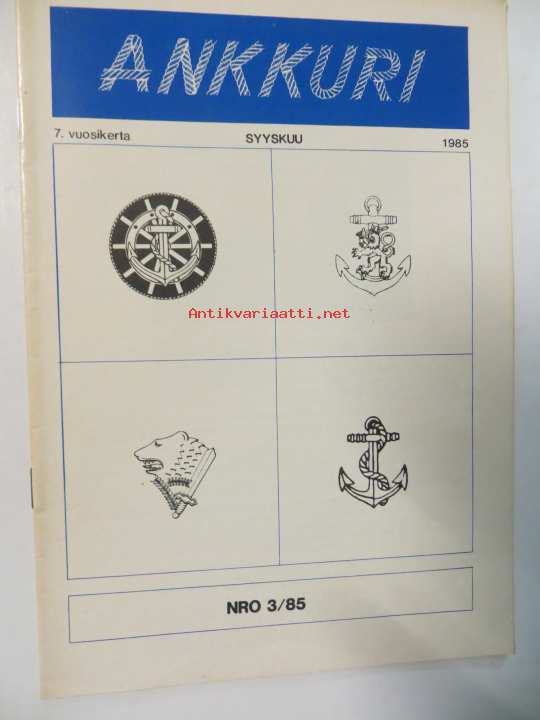 ANKKURI
7. vuosikerta SYYSKUU 1985
Antikvariaatti.net
NRO 3/85